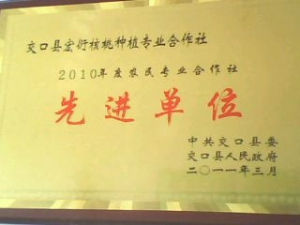 交口县宏衍核桃种植专业合作社
2010年度农民专业合作社
先进单位
中共交口县委
交口县人民政府
二〇一一年三月